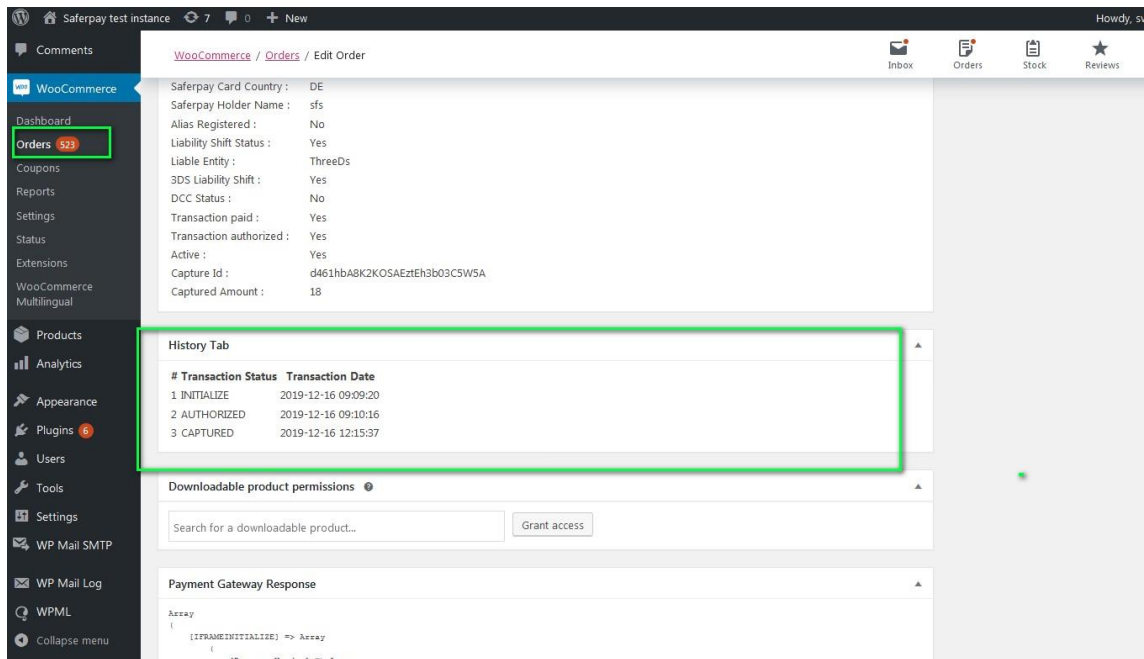 Saferpay test instance 7 0 + New Howdy, sv
Comments
WooCommerce
Dashboard
Orders 523
Coupons
Reports
Settings
Status
Extensions
WooCommerce
Multilingual
Products
Analytics
Appearance
Plugins 6
Users
Tools
Settings
WP Mail SMTP
WP Mail Log
WPML
Collapse menu
WooCommerce / Orders / Edit Order
Inbox
Orders
Stock
Reviews
Saferpay Card Country : DE
Saferpay Holder Name : sfs
Alias Registered : No
Liability Shift Status : Yes
Liable Entity : ThreeDs
3DS Liability Shift : Yes
DCC Status : No
Transaction paid : Yes
Transaction authorized : Yes
Active : Yes
Capture Id : d461hbA8K2KOSAEztEh3b03C5W5A
Captured Amount : 18
History Tab
# Transaction Status Transaction Date
1 INITIALIZE 2019-12-16 09:09:20
2 AUTHORIZED 2019-12-16 09:10:16
3 CAPTURED 2019-12-16 12:15:37
Downloadable product permissions
Search for a downloadable product... Grant access
Payment Gateway Response
Array
(
[IFRAMEINITIALIZE] => Array
(